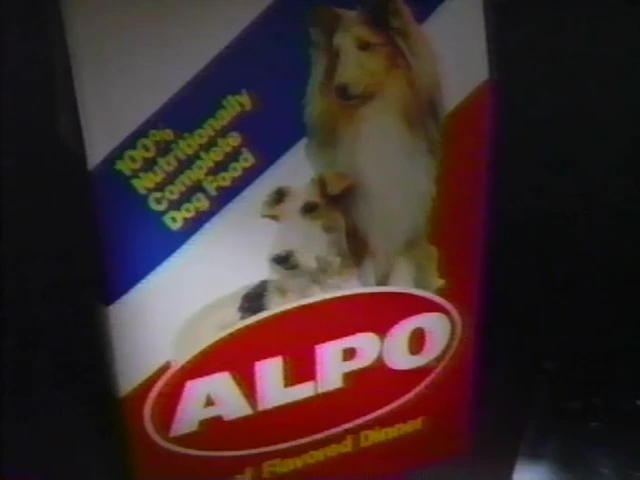 100%
Nutritionally
Complete
Dog Food
ALPO
Flavored Dinner